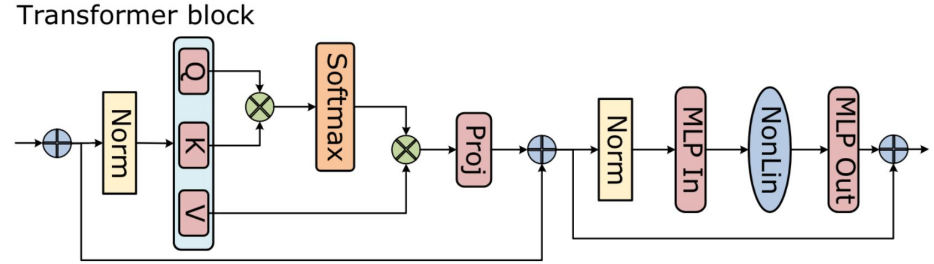 Transformer block
Norm
Q
K
V
Softmax
Proj
Norm
MLP In
NonLin
MLP Out